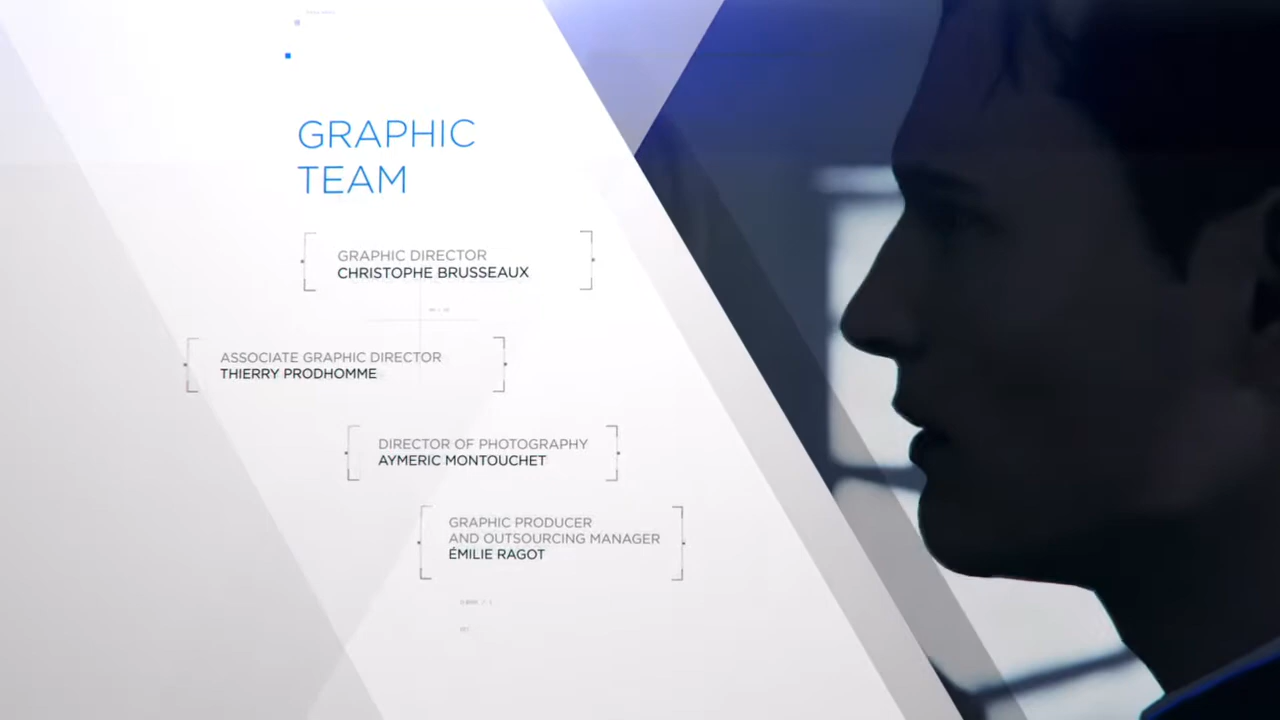 GRAPHIC
TEAM
GRAPHIC DIRECTOR
CHRISTOPHE BRUSSEAUX
ASSOCIATE GRAPHIC DIRECTOR
THIERRY PRODHOMME
DIRECTOR OF PHOTOGRAPHY
AYMERIC MONTOUCHET
GRAPHIC PRODUCER
AND OUTSOURCING MANAGER
ÉMILIE RAGOT